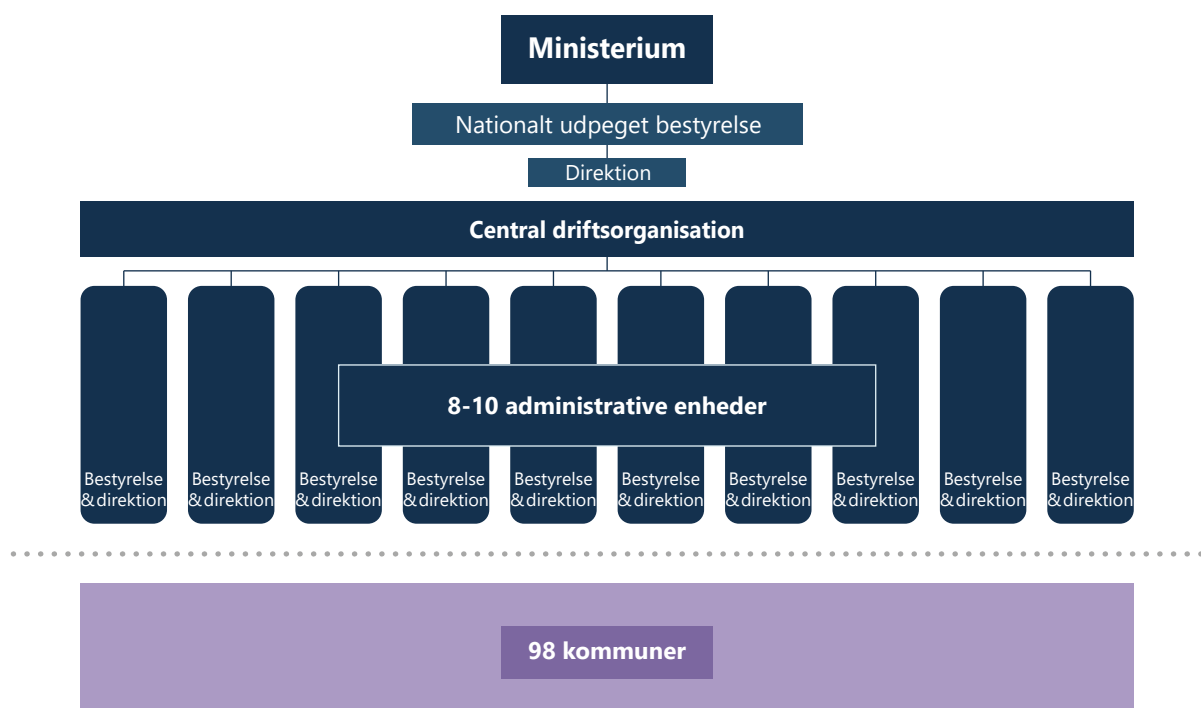 Ministerium
Nationalt udpeget bestyrelse
Direktion
Central driftsorganisation
8-10 administrative enheder
Bestyrelse
& direktion
Bestyrelse
& direktion
Bestyrelse
& direktion
Bestyrelse
& direktion
Bestyrelse
& direktion
Bestyrelse
& direktion
Bestyrelse
& direktion
Bestyrelse
& direktion
Bestyrelse
& direktion
Bestyrelse
& direktion
98 kommuner